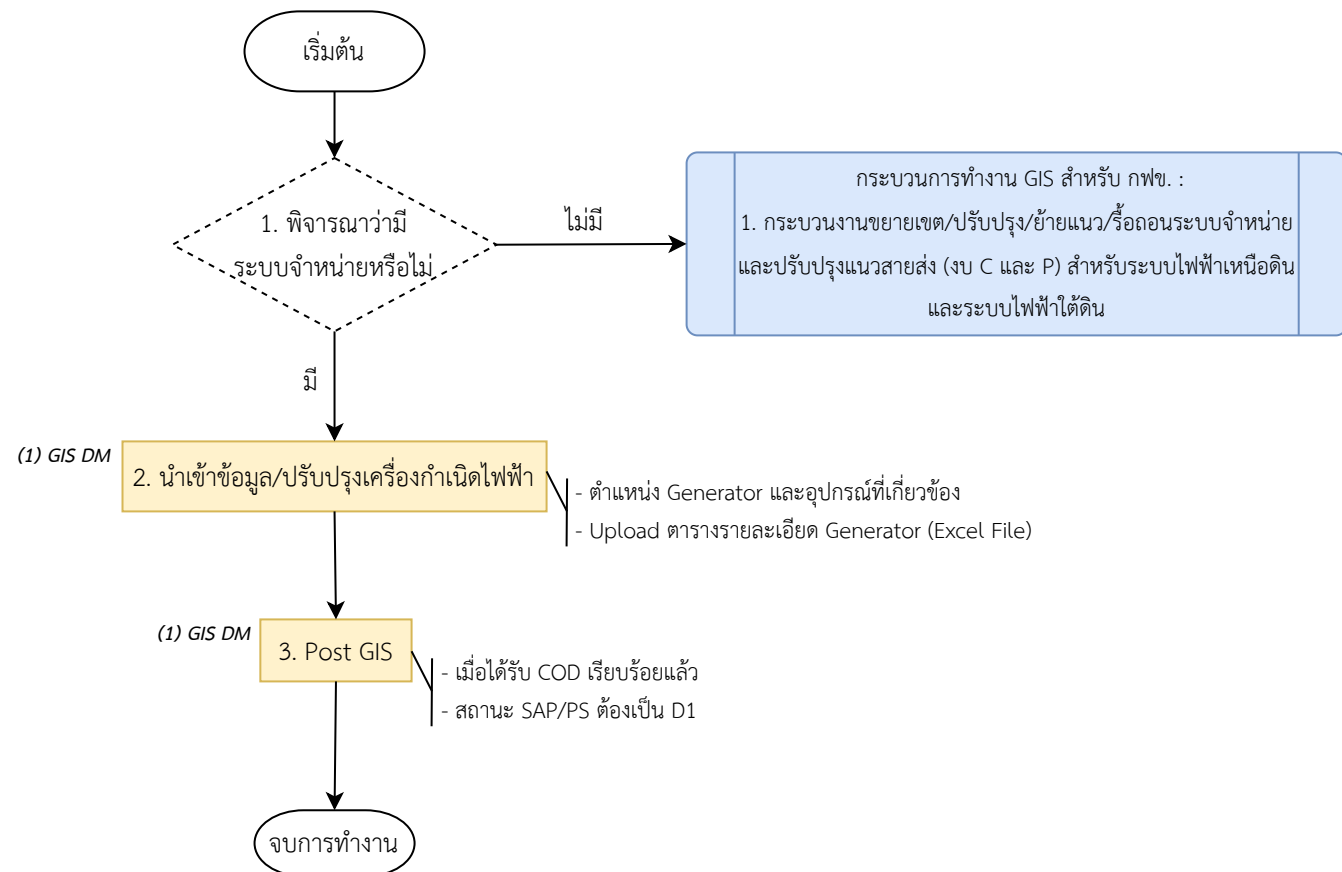 เริ่มต้น
1. พิจารณาว่ามี
ระบบจำหน่ายหรือไม่
ไม่มี
กระบวนการทำงาน GIS สำหรับ กฟข. :
1. กระบวนงานขยายเขต/ปรับปรุง/ย้ายแนว/รื้อถอนระบบจำหน่าย
และปรับปรุงแนวสายส่ง (งบ C และ P) สำหรับระบบไฟฟ้าเหนือดิน
และระบบไฟฟ้าใต้ดิน
มี
(1) GIS DM
2. นำเข้าข้อมูล/ปรับปรุงเครื่องกำเนิดไฟฟ้า
- ตำแหน่ง Generator และอุปกรณ์ที่เกี่ยวข้อง
- Upload ตารางรายละเอียด Generator (Excel File)
(1) GIS DM
3. Post GIS
- เมื่อได้รับ COD เรียบร้อยแล้ว
- สถานะ SAP/PS ต้องเป็น D1
จบการทำงาน